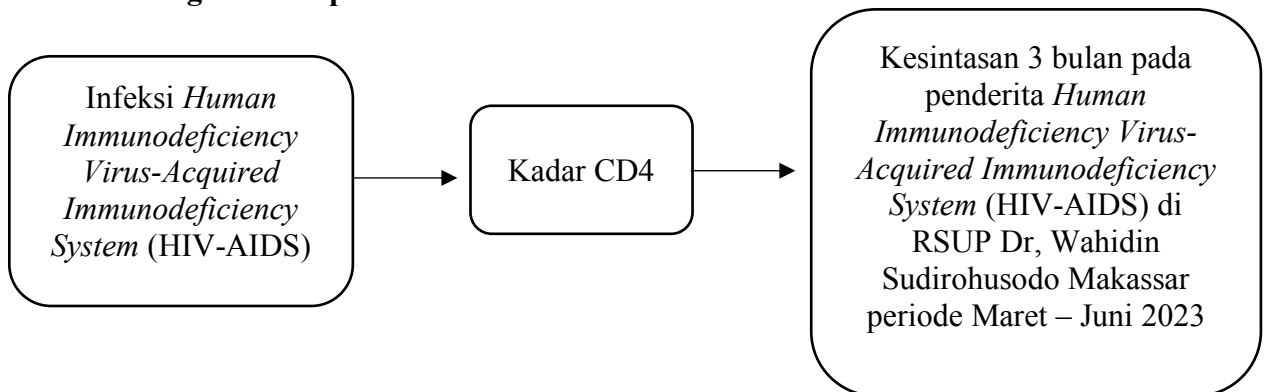 Infeksi Human
Immunodeficiency
Virus-Acquired
Immunodeficiency
System (HIV-AIDS)
Kadar CD4
Kesintasan 3 bulan pada
penderita Human
Immunodeficiency Virus-
Acquired Immunodeficiency
System (HIV-AIDS) di
RSUP Dr, Wahidin
Sudirohusodo Makassar
periode Maret – Juni 2023